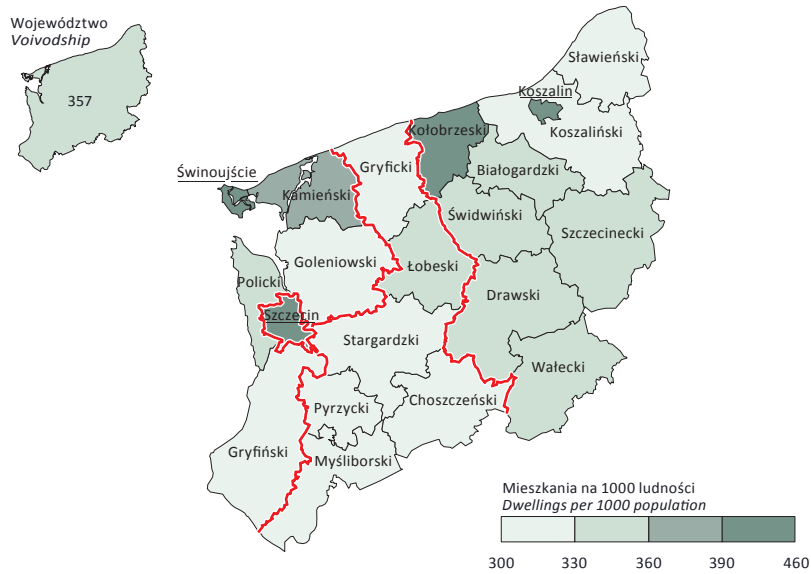 Województwo
Voivodship
357
Sławieński
Koszalin
Kołobrzeski
Koszaliński
Gryficki
Białogardzki
Świnoujście
Kamieński
Świdwiński
Szczecinecki
Goleniowski
Łobeski
Policki
Drawski
Szczecin
Stargardzki
Wałecki
Choszczeński
Pyrzycki
Gryfiński
Myśliborski
Mieszkania na 1000 ludności
Dwellings per 1000 population
300 330 360 390 460